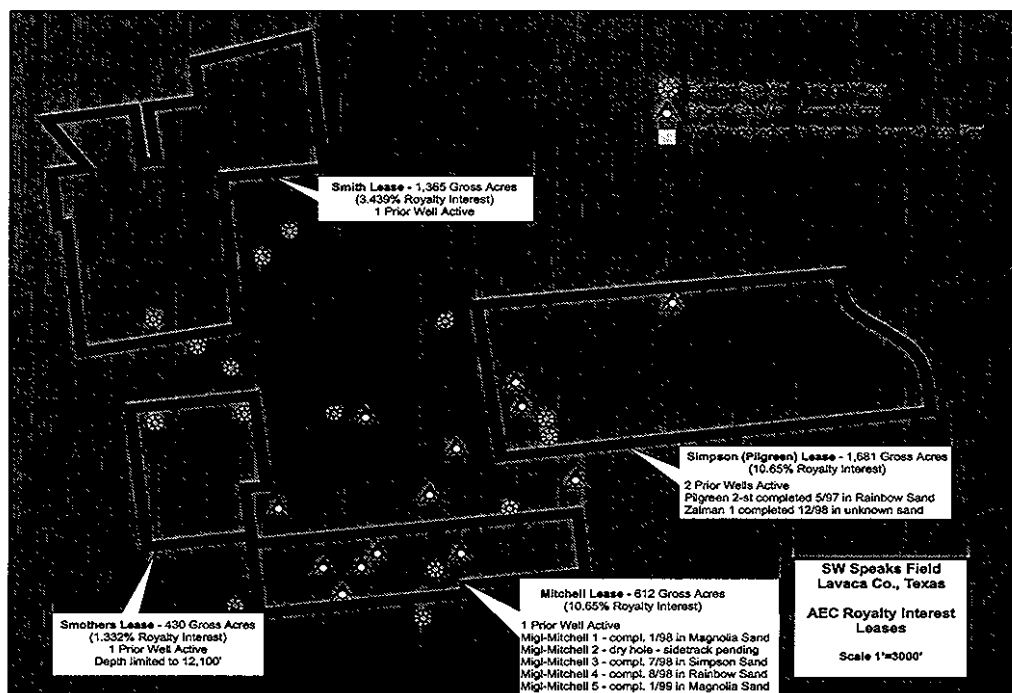 Smith Lease - 1,365 Gross Acres
(3.439% Royalty Interest)
1 Prior Well Active
Simpson (Pilgreen) Lease - 1,681 Gross Acres
(10.65% Royalty Interest)
2 Prior Wells Active
Pilgreen 2-st completed 5/97 in Rainbow Sand
Zalman 1 completed 12/98 in unknown sand
Smothers Lease - 430 Gross Acres
(1.332% Royalty Interest)
1 Prior Well Active
Depth limited to 12,100'
Mitchell Lease - 612 Gross Acres
(10.65% Royalty Interest)
1 Prior Well Active
Migl-Mitchell 1 - compl. 1/98 in Magnolia Sand
Migl-Mitchell 2 - dry hole - sidetrack pending
Migl-Mitchell 3 - compl. 7/98 in Simpson Sand
Migl-Mitchell 4 - compl. 8/98 in Rainbow Sand
Migl-Mitchell 5 - compl. 1/99 in Magnolia Sand
SW Speaks Field
Lavaca Co., Texas
AEC Royalty Interest
Leases
Scale 1"=3000'